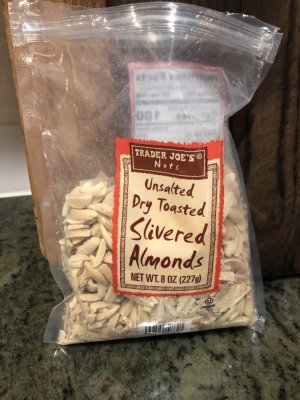 TRADER JOE'S®
Nuts
Unsalted
Dry Toasted
Slivered
Almonds
NET WT. 8 OZ (227g)